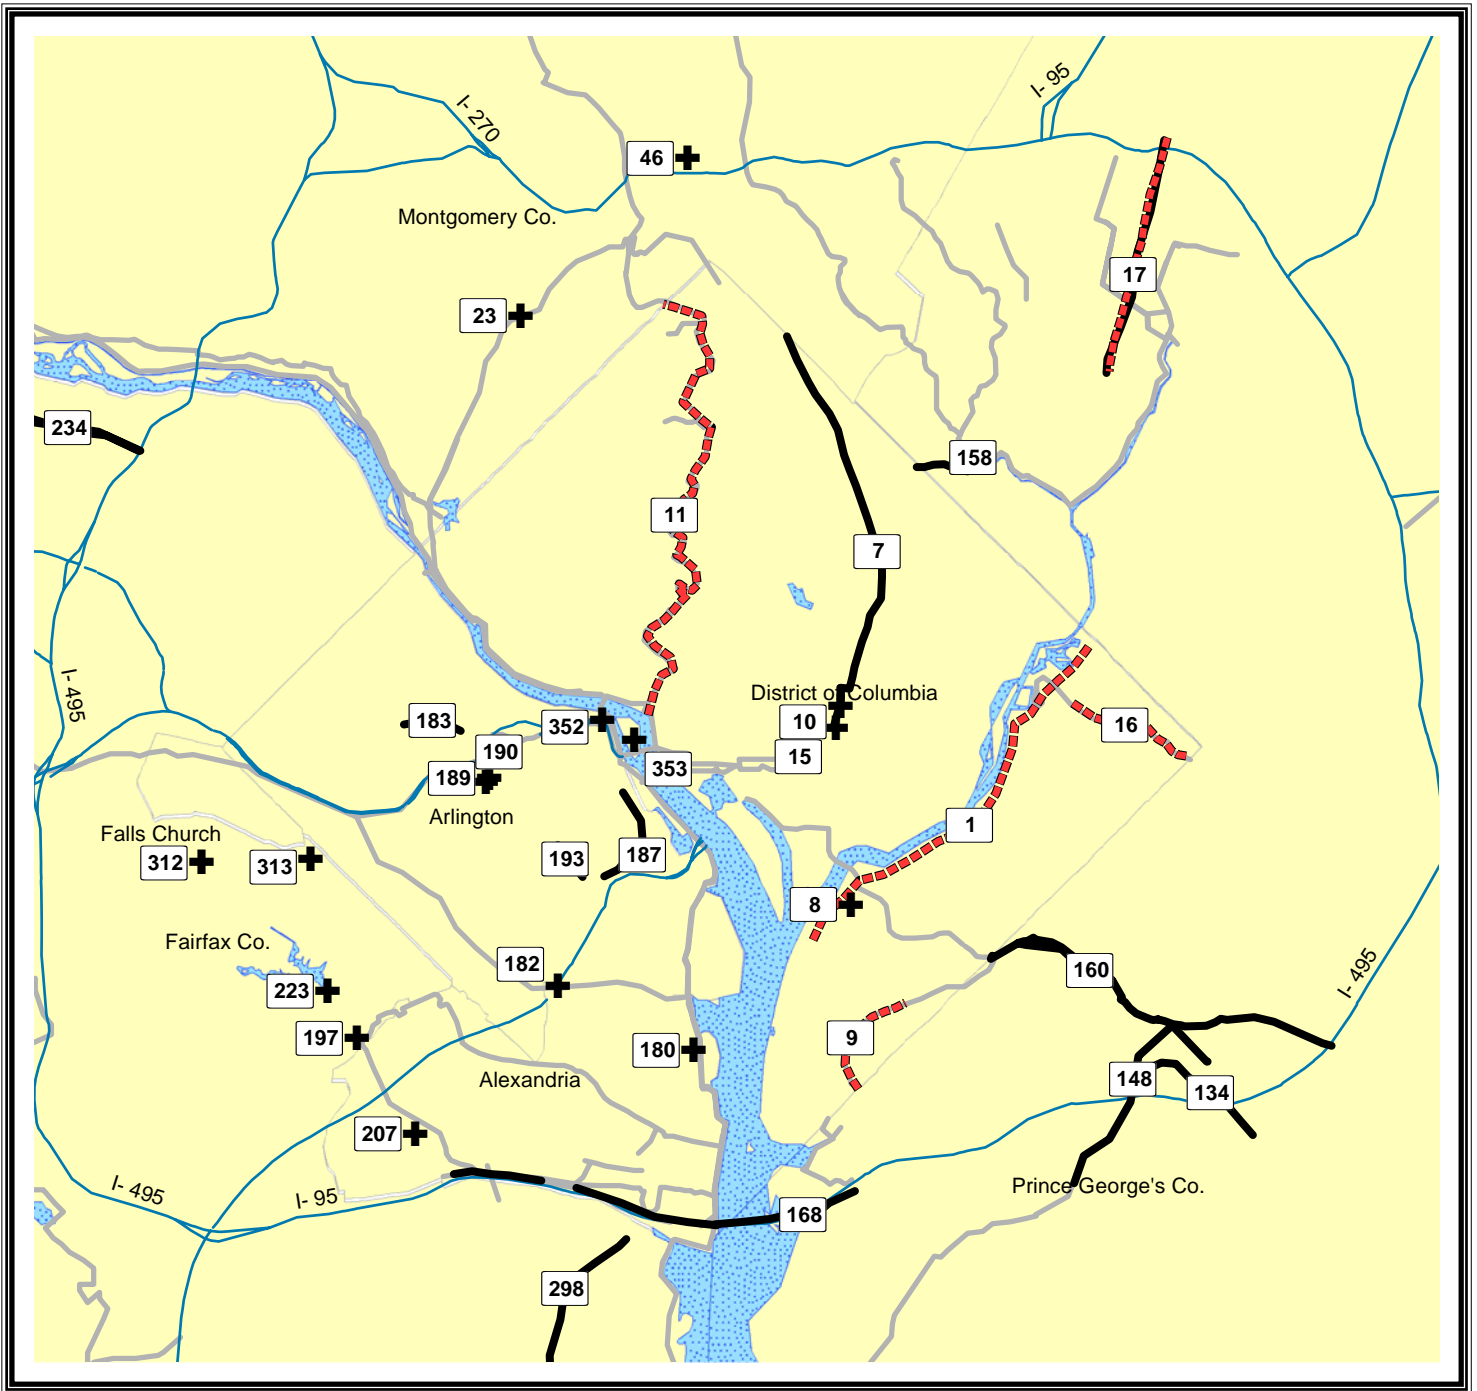 I- 95
I- 270
46
Montgomery Co.
17
23
234
158
11
7
I- 495
District of Columbia
183
352
10
16
190
15
353
189
Arlington
1
Falls Church
312
313
193
187
8
Fairfax Co.
182
160
I- 495
223
197
9
180
Alexandria
148
134
207
I- 495
I- 95
Prince George's Co.
168
298